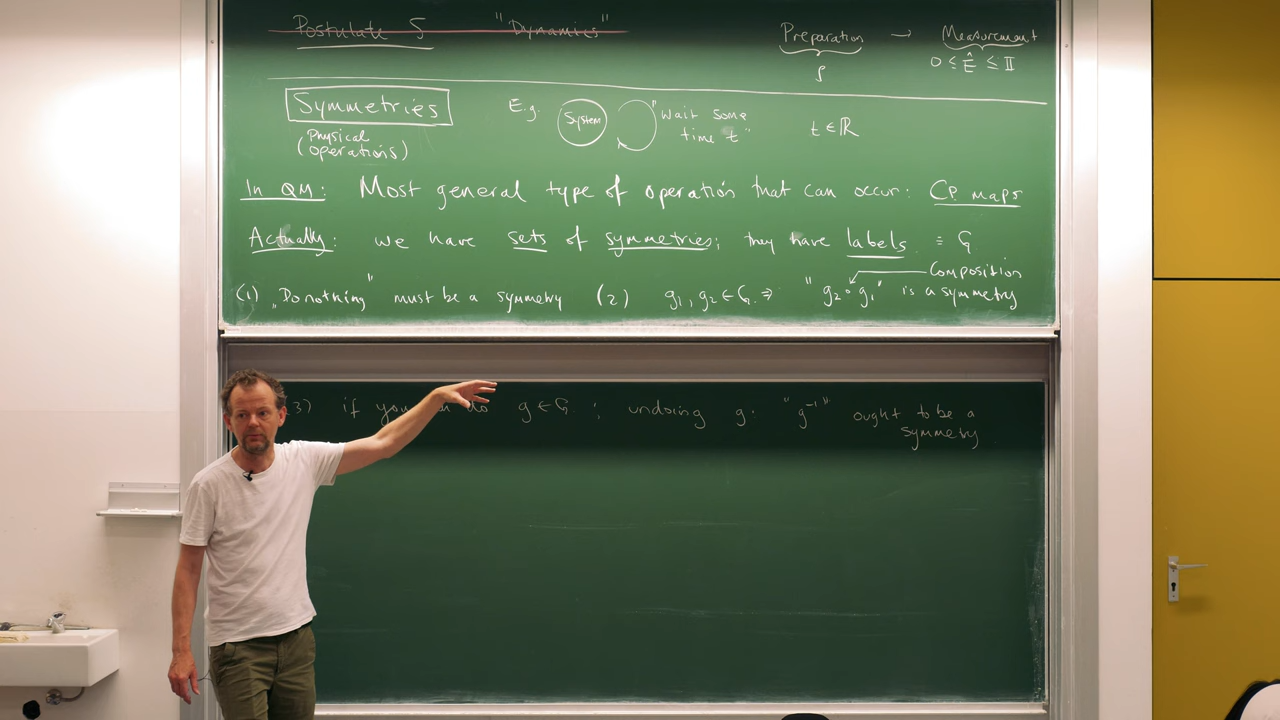 Postulate 5 "Dynamics"
Preparation → Measurement
ρ 0 ≤ Ê ≤ 𝕀
Symmetries
(Physical operations)
E.g. System "Wait some time t" t ∈ ℝ
In QM: Most general type of operation that can occur: CP maps
Actually: we have sets of symmetries; they have labels ≡ G
(1) "Do nothing" must be a symmetry (2) g₁, g₂ ∈ G ⇒ "g₂ ∘ g₁" is a symmetry
Composition
3) if you do g ∈ G ; undoing g: "g⁻¹" ought to be a
symmetry